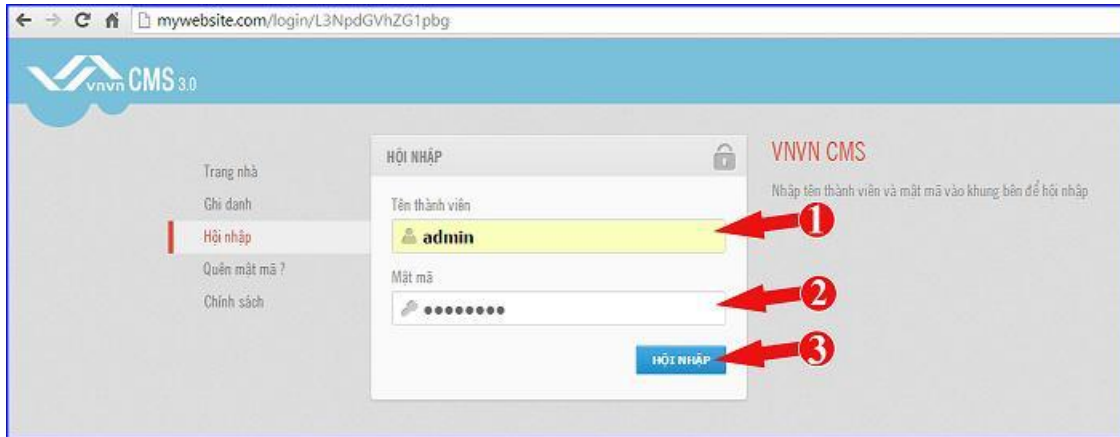 mywebsite.com/login/L3NpdGVhZG1pbg
vnvn CMS 3.0
Trang nhà
Ghi danh
Hội nhập
Quên mật mã ?
Chính sách
HỘI NHẬP
Tên thành viên
admin
Mật mã
HỘI NHẬP
VNVN CMS
Nhập tên thành viên và mật mã vào khung bên để hội nhập
1
2
3